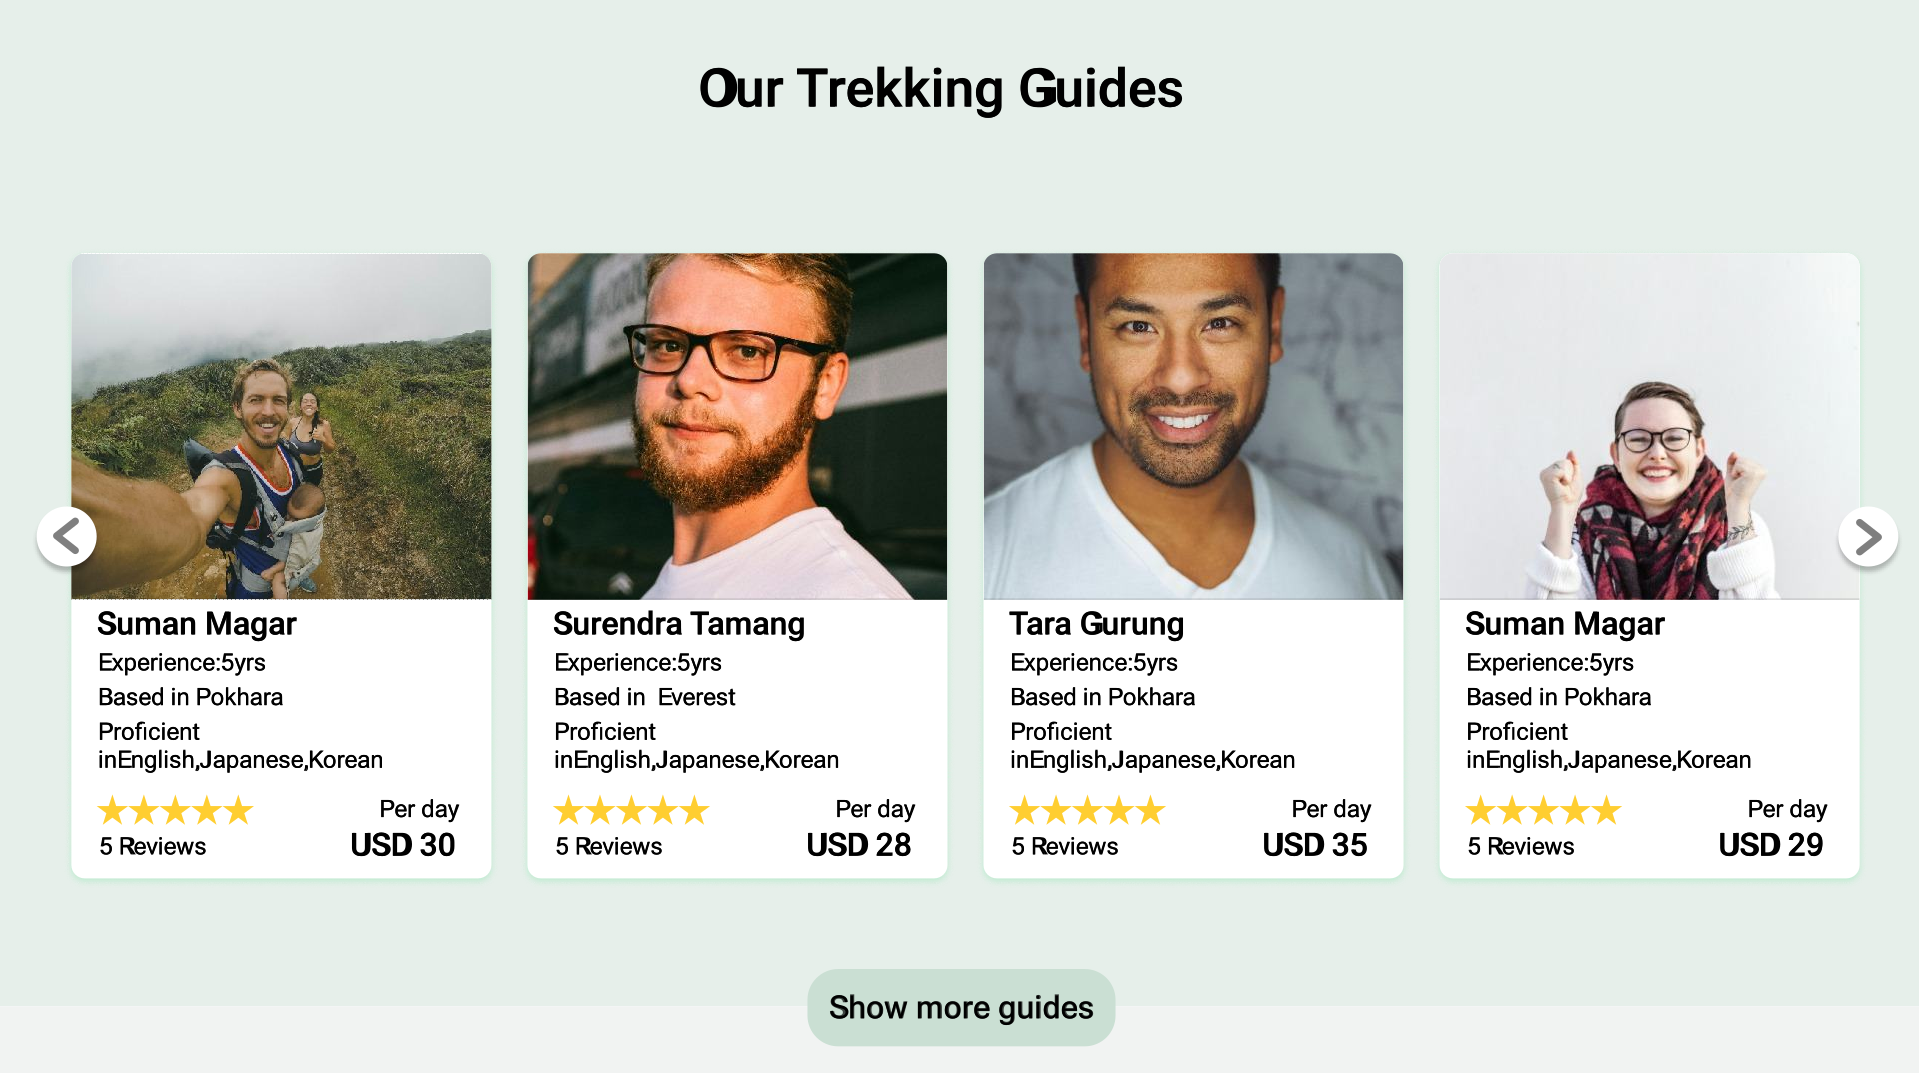 Our Trekking Guides
Suman Magar
Experience:5yrs
Based in Pokhara
Proficient
inEnglish,Japanese,Korean
5 Reviews
Per day
USD 30
Surendra Tamang
Experience:5yrs
Based in  Everest
Proficient
inEnglish,Japanese,Korean
5 Reviews
Per day
USD 28
Tara Gurung
Experience:5yrs
Based in Pokhara
Proficient
inEnglish,Japanese,Korean
5 Reviews
Per day
USD 35
Suman Magar
Experience:5yrs
Based in Pokhara
Proficient
inEnglish,Japanese,Korean
5 Reviews
Per day
USD 29
Show more guides